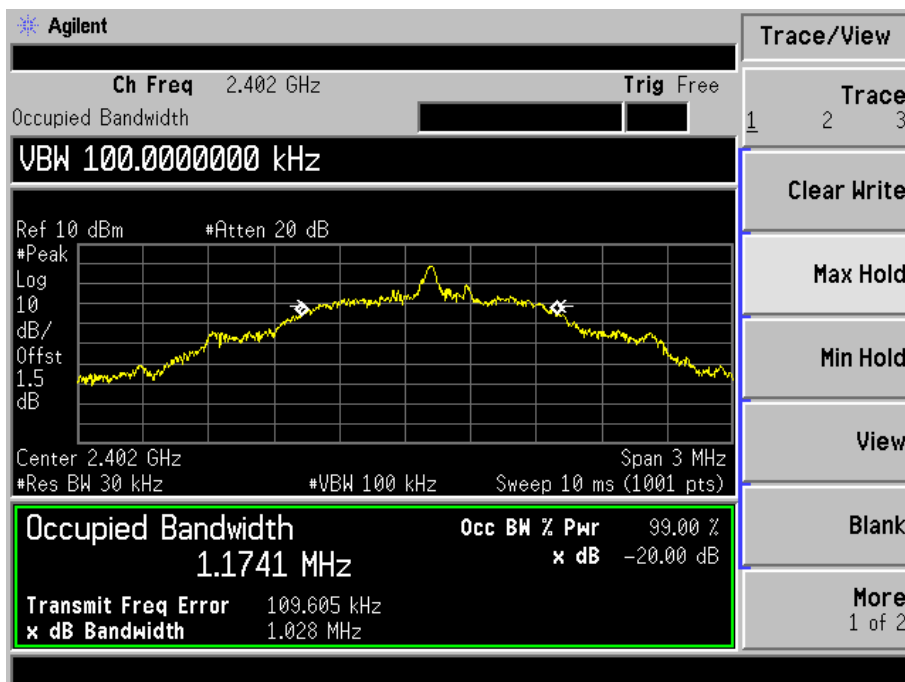 Agilent
Trace/View
Ch Freq 2.402 GHz Trig Free
Occupied Bandwidth
Trace
1 2 3
VBW 100.0000000 kHz
Clear Write
Ref 10 dBm #Atten 20 dB
#Peak
Log
10
dB/
Offst
1.5
dB
Max Hold
Min Hold
View
Center 2.402 GHz Span 3 MHz
#Res BW 30 kHz #VBW 100 kHz Sweep 10 ms (1001 pts)
Occupied Bandwidth Occ BW % Pwr 99.00 %
1.1741 MHz x dB -20.00 dB
Blank
Transmit Freq Error 109.605 kHz
x dB Bandwidth 1.028 MHz
More
1 of 2